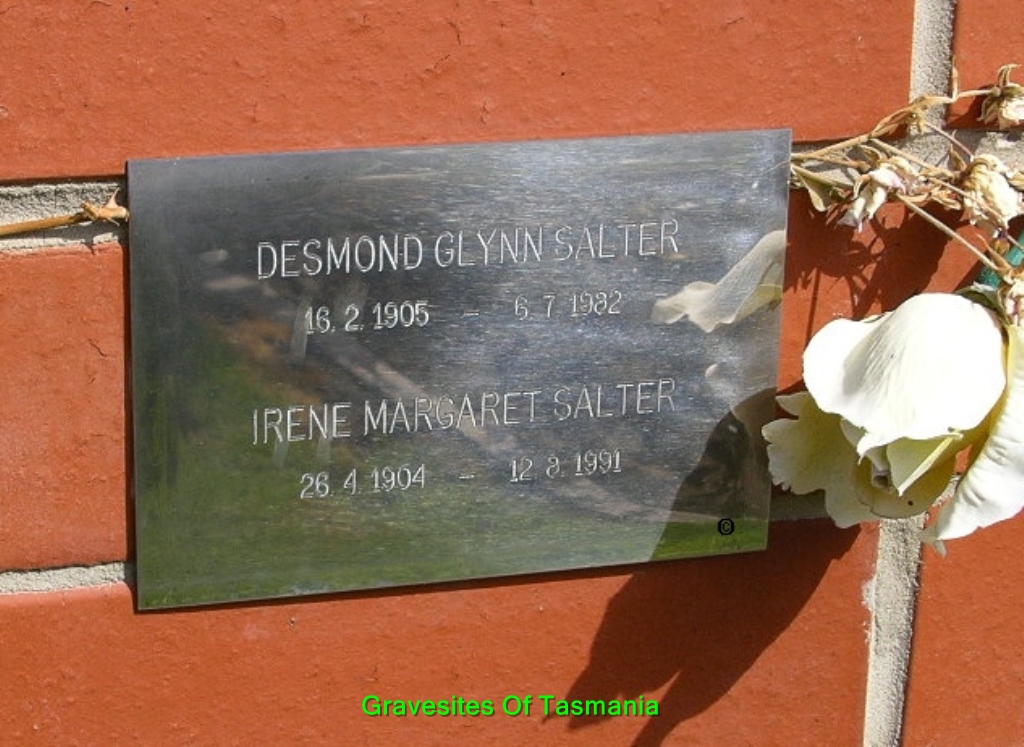 DESMOND GLYNN SALTER
16. 2. 1905 – 6. 7 1982
IRENE MARGARET SALTER
26. 4. 1904 – 12. 8. 1991
©
Gravesites Of Tasmania